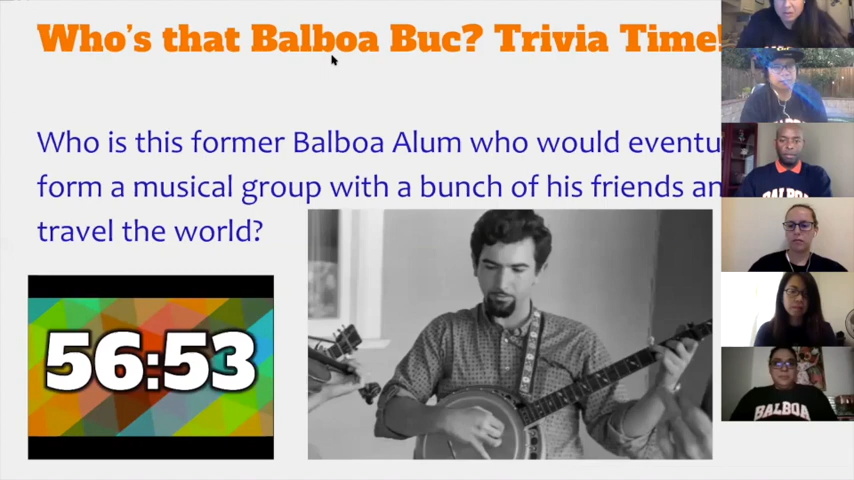 Who's that Balboa Buc? Trivia Time!
Who is this former Balboa Alum who would eventu
form a musical group with a bunch of his friends an
travel the world?
56:53
BALBOA
BALBOA